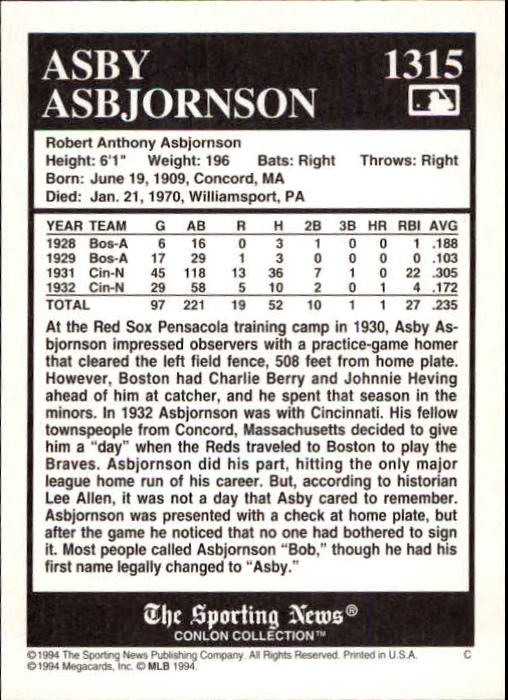 ASBY 1315
ASBJORNSON
Robert Anthony Asbjornson
Height: 6'1" Weight: 196 Bats: Right Throws: Right
Born: June 19, 1909, Concord, MA
Died: Jan. 21, 1970, Williamsport, PA
YEAR TEAM G AB R H 2B 3B HR RBI AVG
1928 Bos-A 6 16 0 3 1 0 0 1 .188
1929 Bos-A 17 29 1 3 0 0 0 0 .103
1931 Cin-N 45 118 13 36 7 1 0 22 .305
1932 Cin-N 29 58 5 10 2 0 1 4 .172
TOTAL 97 221 19 52 10 1 1 27 .235
At the Red Sox Pensacola training camp in 1930, Asby As-
bjornson impressed observers with a practice-game homer
that cleared the left field fence, 508 feet from home plate.
However, Boston had Charlie Berry and Johnnie Heving
ahead of him at catcher, and he spent that season in the
minors. In 1932 Asbjornson was with Cincinnati. His fellow
townspeople from Concord, Massachusetts decided to give
him a "day" when the Reds traveled to Boston to play the
Braves. Asbjornson did his part, hitting the only major
league home run of his career. But, according to historian
Lee Allen, it was not a day that Asby cared to remember.
Asbjornson was presented with a check at home plate, but
after the game he noticed that no one had bothered to sign
it. Most people called Asbjornson "Bob," though he had his
first name legally changed to "Asby."
The Sporting News®
CONLON COLLECTION™
©1994 The Sporting News Publishing Company. All Rights Reserved. Printed in U.S.A. C
©1994 Megacards, Inc. © MLB 1994.